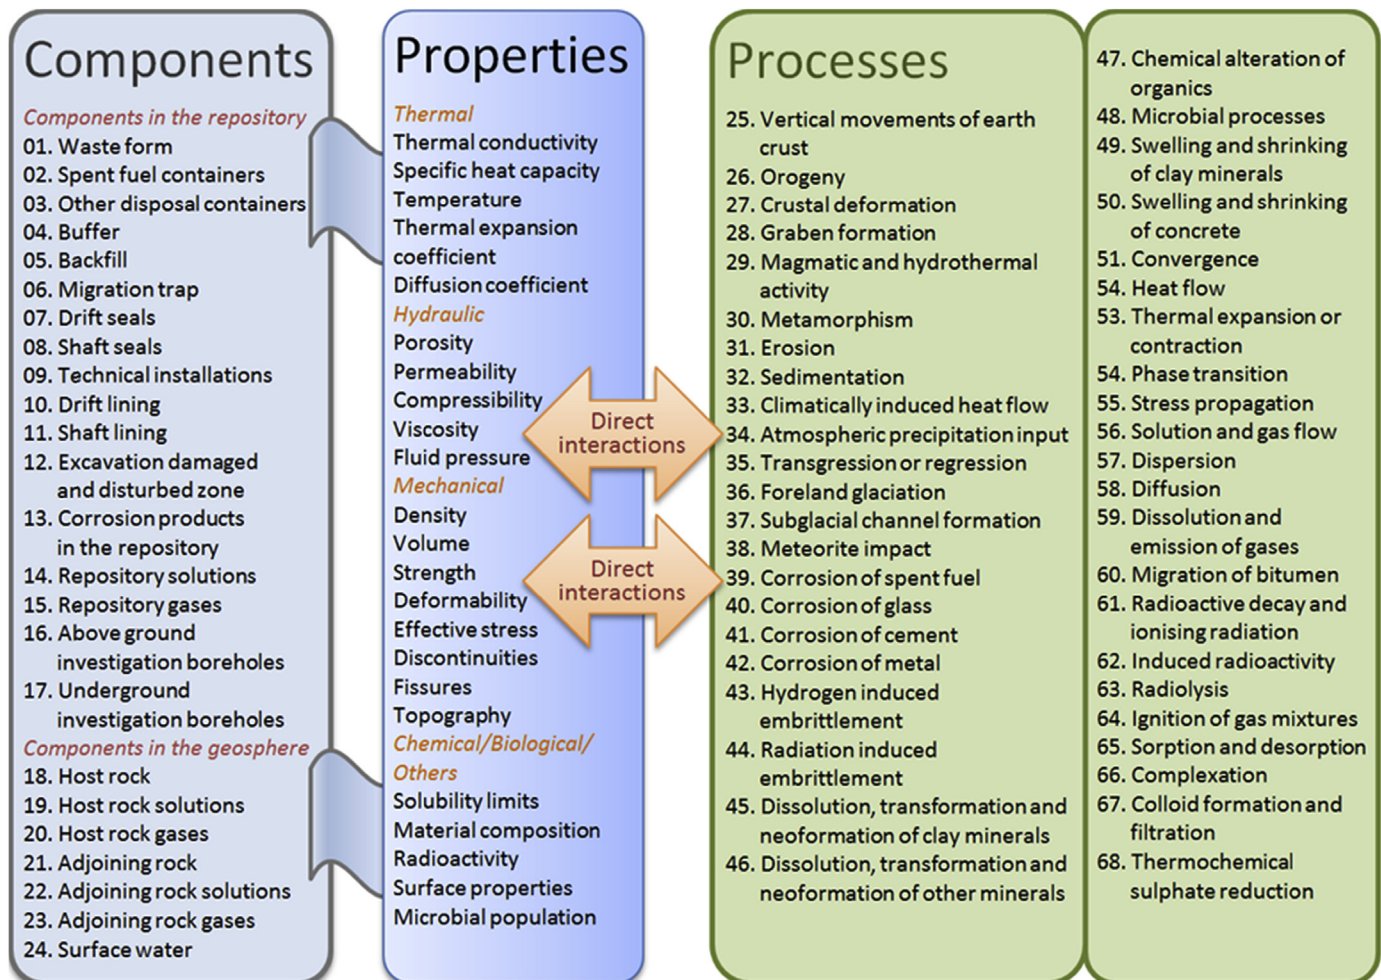 Components
Components in the repository
01. Waste form
02. Spent fuel containers
03. Other disposal containers
04. Buffer
05. Backfill
06. Migration trap
07. Drift seals
08. Shaft seals
09. Technical installations
10. Drift lining
11. Shaft lining
12. Excavation damaged
and disturbed zone
13. Corrosion products
in the repository
14. Repository solutions
15. Repository gases
16. Above ground
investigation boreholes
17. Underground
investigation boreholes
Components in the geosphere
18. Host rock
19. Host rock solutions
20. Host rock gases
21. Adjoining rock
22. Adjoining rock solutions
23. Adjoining rock gases
24. Surface water
Properties
Thermal
Thermal conductivity
Specific heat capacity
Temperature
Thermal expansion
coefficient
Diffusion coefficient
Hydraulic
Porosity
Permeability
Compressibility
Viscosity
Fluid pressure
Mechanical
Density
Volume
Strength
Deformability
Effective stress
Discontinuities
Fissures
Topography
Chemical/Biological/
Others
Solubility limits
Material composition
Radioactivity
Surface properties
Microbial population
Direct
interactions
Direct
interactions
Processes
25. Vertical movements of earth
crust
26. Orogeny
27. Crustal deformation
28. Graben formation
29. Magmatic and hydrothermal
activity
30. Metamorphism
31. Erosion
32. Sedimentation
33. Climatically induced heat flow
34. Atmospheric precipitation input
35. Transgression or regression
36. Foreland glaciation
37. Subglacial channel formation
38. Meteorite impact
39. Corrosion of spent fuel
40. Corrosion of glass
41. Corrosion of cement
42. Corrosion of metal
43. Hydrogen induced
embrittlement
44. Radiation induced
embrittlement
45. Dissolution, transformation and
neoformation of clay minerals
46. Dissolution, transformation and
neoformation of other minerals
47. Chemical alteration of
organics
48. Microbial processes
49. Swelling and shrinking
of clay minerals
50. Swelling and shrinking
of concrete
51. Convergence
54. Heat flow
53. Thermal expansion or
contraction
54. Phase transition
55. Stress propagation
56. Solution and gas flow
57. Dispersion
58. Diffusion
59. Dissolution and
emission of gases
60. Migration of bitumen
61. Radioactive decay and
ionising radiation
62. Induced radioactivity
63. Radiolysis
64. Ignition of gas mixtures
65. Sorption and desorption
66. Complexation
67. Colloid formation and
filtration
68. Thermochemical
sulphate reduction